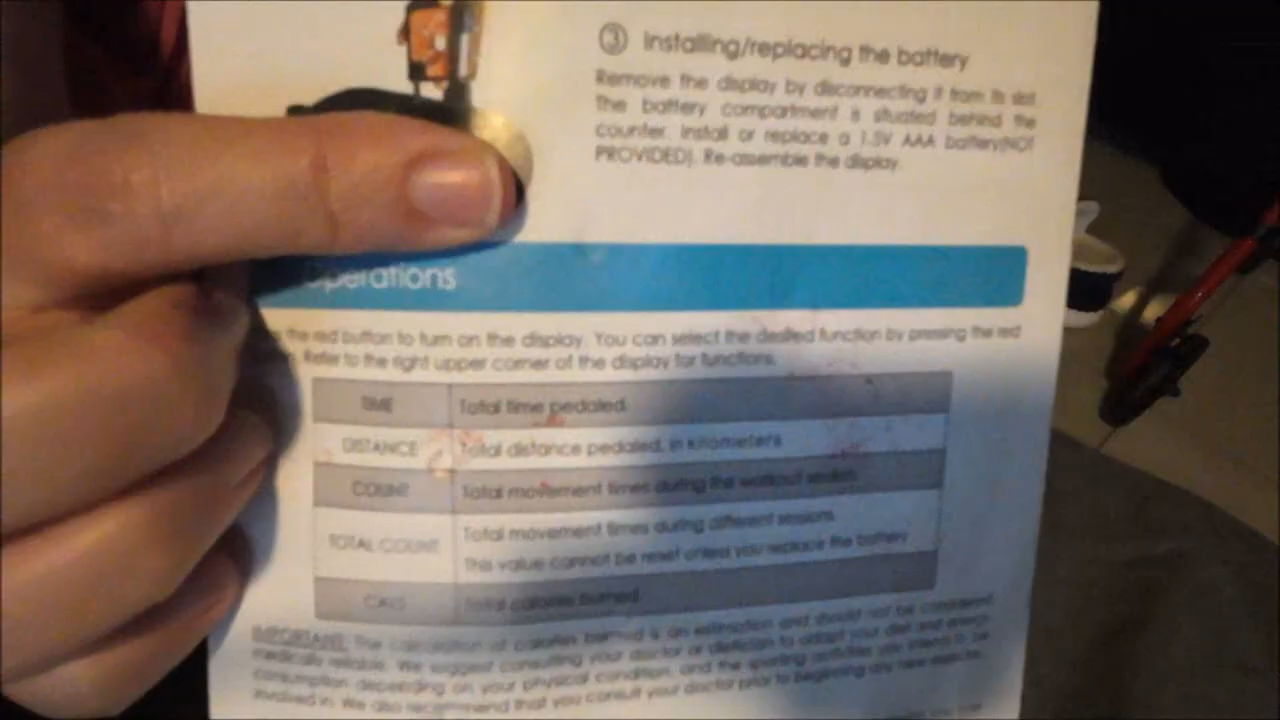 3 Installing/replacing the battery
Remove the display by disconnecting it from its slot.
The battery compartment is situated behind the
counter. Install or replace a 1.5V AAA battery(NOT
PROVIDED). Re-assemble the display.
Operations
the red button to turn on the display. You can select the desired function by pressing the red
Refer to the right upper corner of the display for functions.
TIME Total time pedaled.
DISTANCE Total distance pedaled, in kilometers
COUNT Total movement times during the workout session.
TOTAL COUNT Total movement times during different sessions.
This value cannot be reset unless you replace the battery
CALS Total calories burned
IMPORTANT: The calculation of calories burned is an estimation and should not be considered
medically reliable. We suggest consulting your doctor or dietician to adapt your diet and energy
consumption depending on your physical condition, and the sporting activities you intend to be
involved in. We also recommend that you consult your doctor prior to beginning any new exercise.